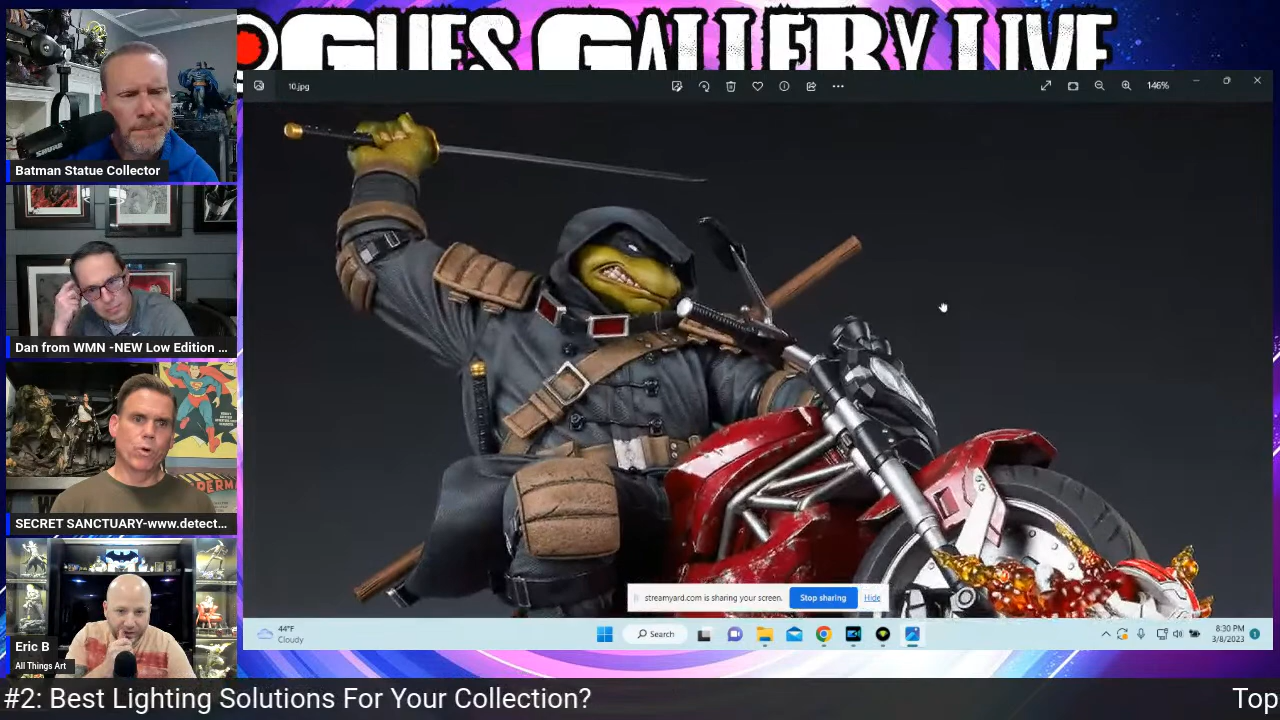 OGUES GALLERY LIVE
10.jpg
146%
SHURE
Batman Statue Collector
Dan from WMN -NEW Low Edition ...
SECRET SANCTUARY-www.detect...
Eric B
All Things Art
streamyard.com is sharing your screen.
Stop sharing
Hide
44°F
Cloudy
Search
8:30 PM
3/8/2023
#2: Best Lighting Solutions For Your Collection?
Top